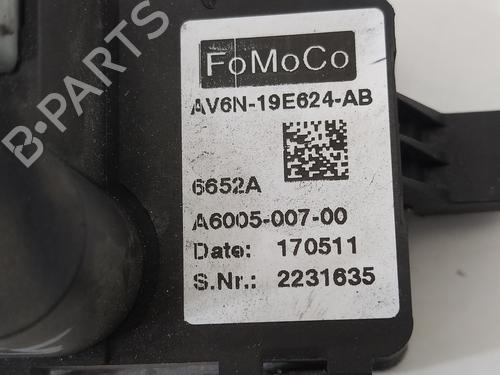 B-PARTS
FoMoCo
AV6N-19E624-AB
6652A
A6005-007-00
Date: 170511
S.Nr.: 2231635